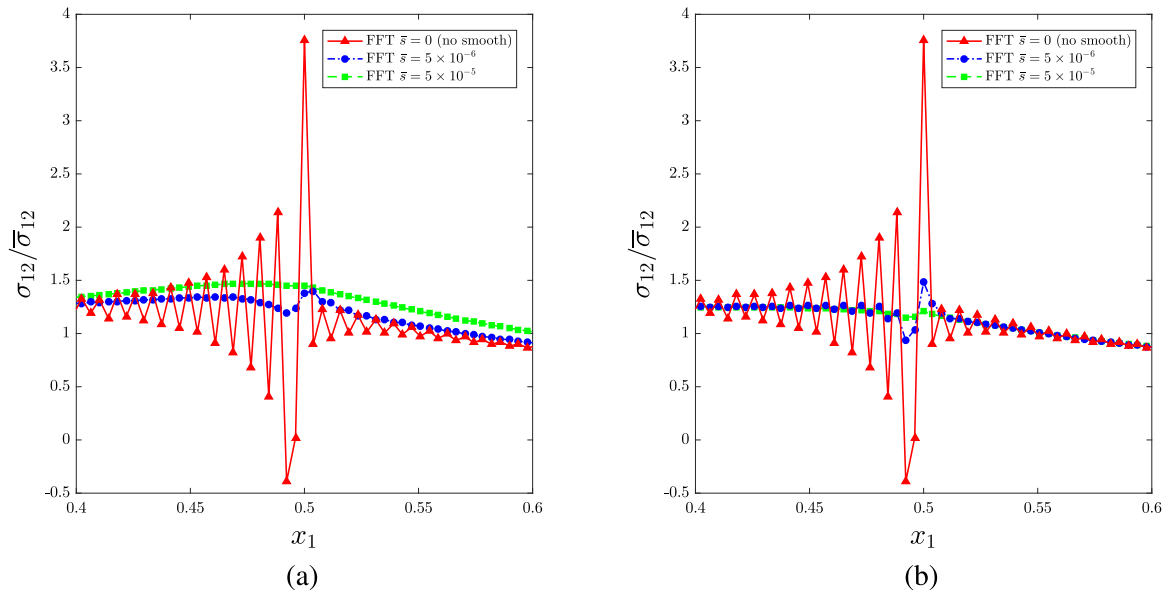 4
3.5
3
2.5
2
1.5
1
0.5
0
-0.5
σ₁₂/σ̿₁₂
FFT s̄ = 0 (no smooth)
FFT s̄ = 5 × 10⁻⁶
FFT s̄ = 5 × 10⁻⁵
0.4 0.45 0.5 0.55 0.6
x₁
(a)
4
3.5
3
2.5
2
1.5
1
0.5
0
-0.5
σ₁₂/σ̿₁₂
FFT s̄ = 0 (no smooth)
FFT s̄ = 5 × 10⁻⁶
FFT s̄ = 5 × 10⁻⁵
0.4 0.45 0.5 0.55 0.6
x₁
(b)